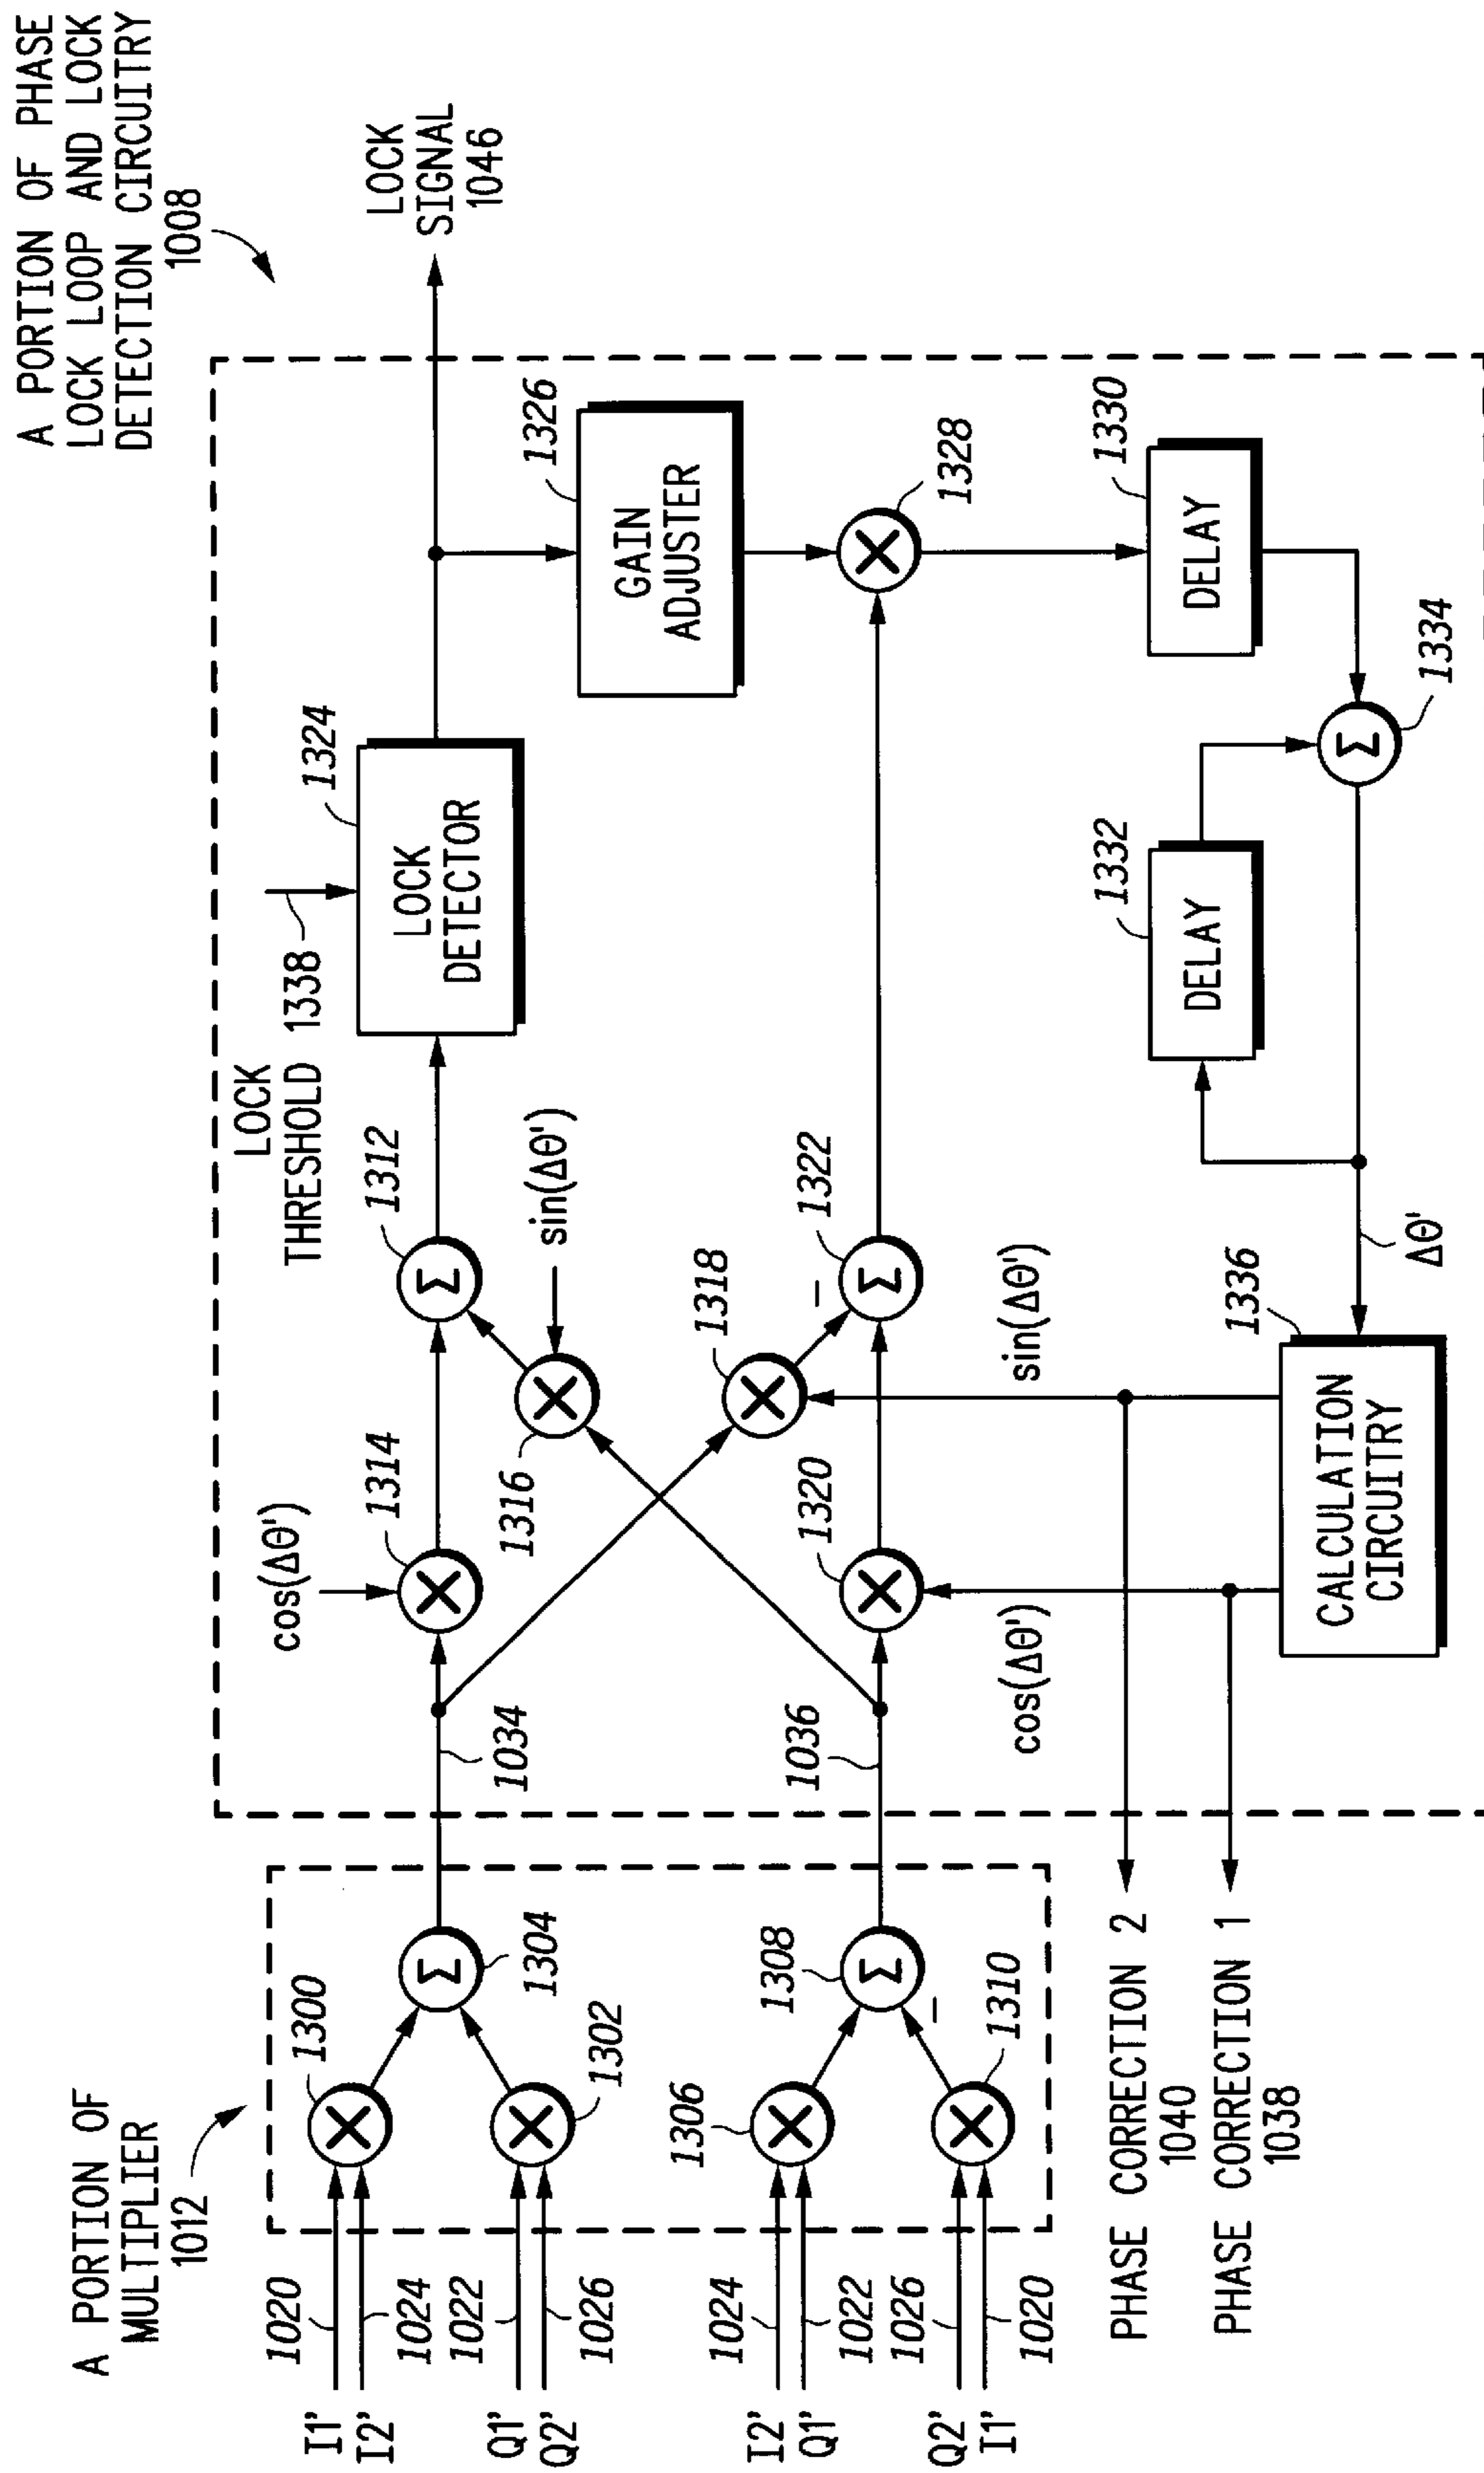 A PORTION OF PHASE
LOCK LOOP AND LOCK
DETECTION CIRCUITRY
1008
A PORTION OF
MULTIPLIER
1012
LOCK
SIGNAL
1046
LOCK
THRESHOLD 1338
cos(Δθ')
1314
1312
1324
LOCK
DETECTOR
1326
GAIN
ADJUSTER
1328
I1'
I2'
1020
1024
1300
1304
1034
Q1'
Q2'
1022
1026
1302
1316
sin(Δθ')
1318
1322
I2'
Q1'
1024
1022
1306
1308
1036
1320
Q2'
I1'
1026
1020
1310
cos(Δθ')
sin(Δθ')
1332
DELAY
1330
DELAY
1334
PHASE CORRECTION 2
1040
PHASE CORRECTION 1
1038
1336
CALCULATION
CIRCUITRY
Δθ'
×
×
×
×
×
×
×
×
×
Σ
Σ
Σ
Σ
Σ
–
–